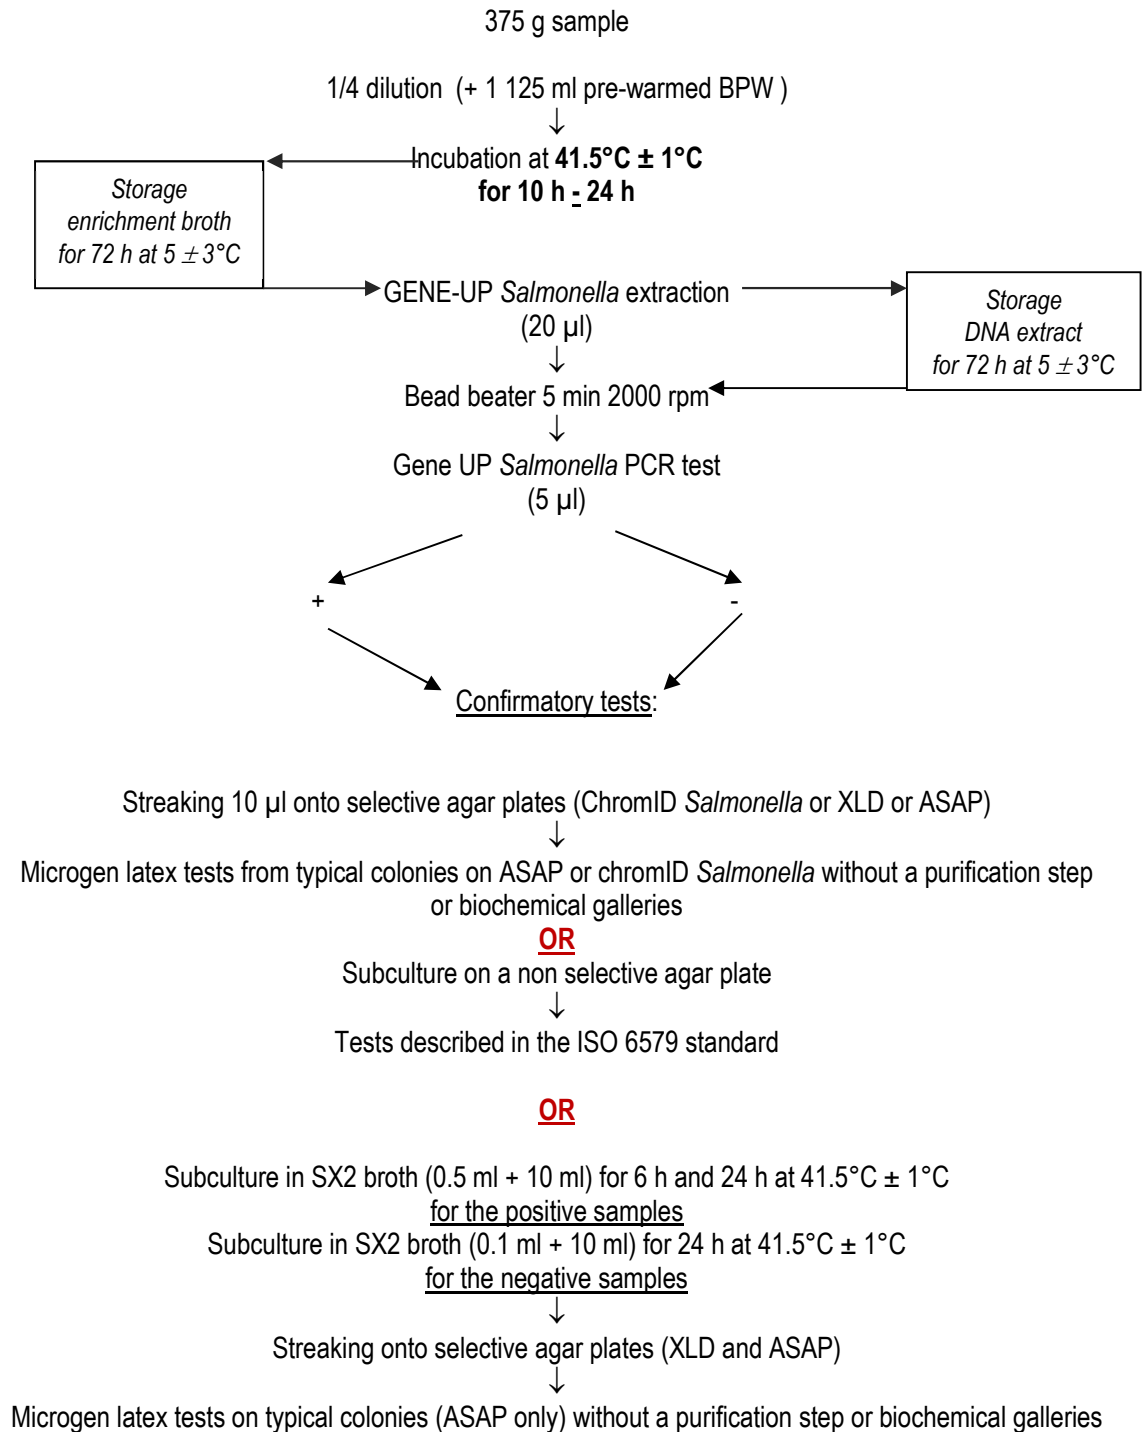 375 g sample
1/4 dilution (+ 1 125 ml pre-warmed BPW )
↓
Incubation at 41.5°C ± 1°C
for 10 h - 24 h
Storage
enrichment broth
for 72 h at 5 ± 3°C
GENE-UP Salmonella extraction
(20 µl)
Storage
DNA extract
for 72 h at 5 ± 3°C
↓
Bead beater 5 min 2000 rpm
↓
Gene UP Salmonella PCR test
(5 µl)
+
-
Confirmatory tests:
Streaking 10 µl onto selective agar plates (ChromID Salmonella or XLD or ASAP)
↓
Microgen latex tests from typical colonies on ASAP or chromID Salmonella without a purification step
or biochemical galleries
OR
Subculture on a non selective agar plate
↓
Tests described in the ISO 6579 standard
OR
Subculture in SX2 broth (0.5 ml + 10 ml) for 6 h and 24 h at 41.5°C ± 1°C
for the positive samples
Subculture in SX2 broth (0.1 ml + 10 ml) for 24 h at 41.5°C ± 1°C
for the negative samples
↓
Streaking onto selective agar plates (XLD and ASAP)
↓
Microgen latex tests on typical colonies (ASAP only) without a purification step or biochemical galleries